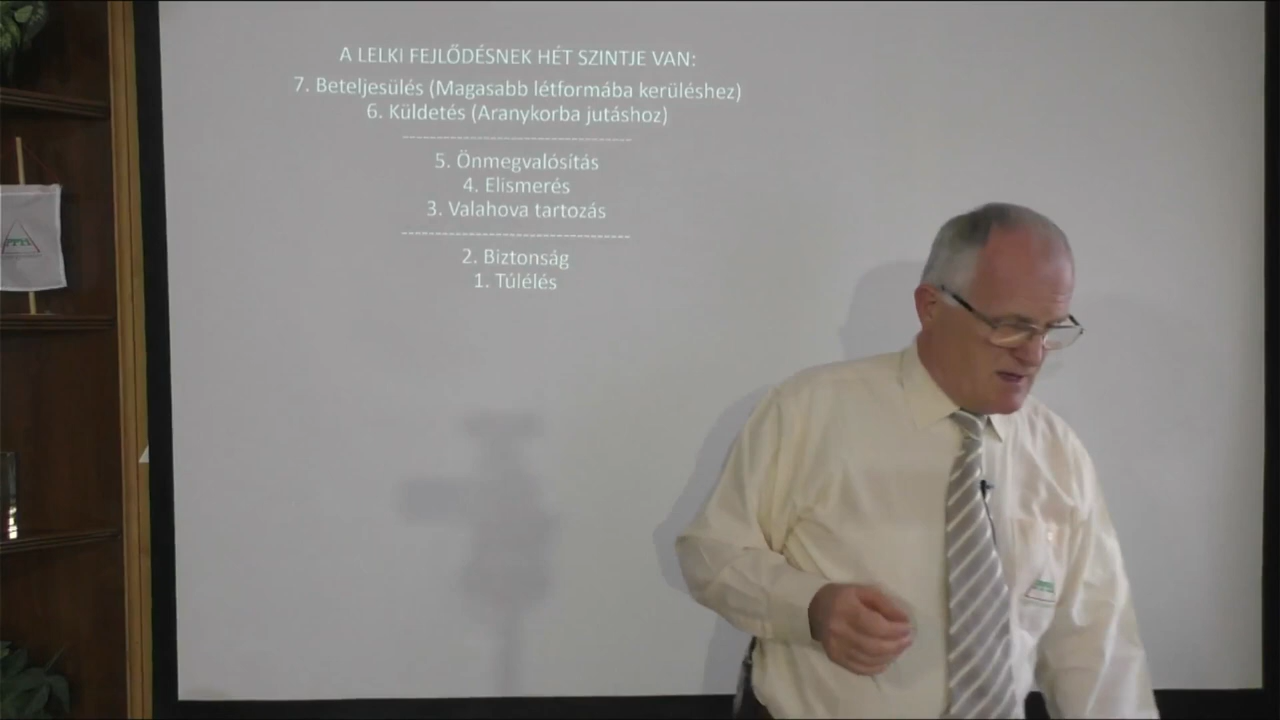 A LELKI FEJLŐDÉSNEK HÉT SZINTJE VAN:
7. Beteljesülés (Magasabb létformába kerüléshez)
6. Küldetés (Aranykorba jutáshoz)
----------------------------------
5. Önmegvalósítás
4. Elismerés
3. Valahova tartozás
----------------------------------
2. Biztonság
1. Túlélés